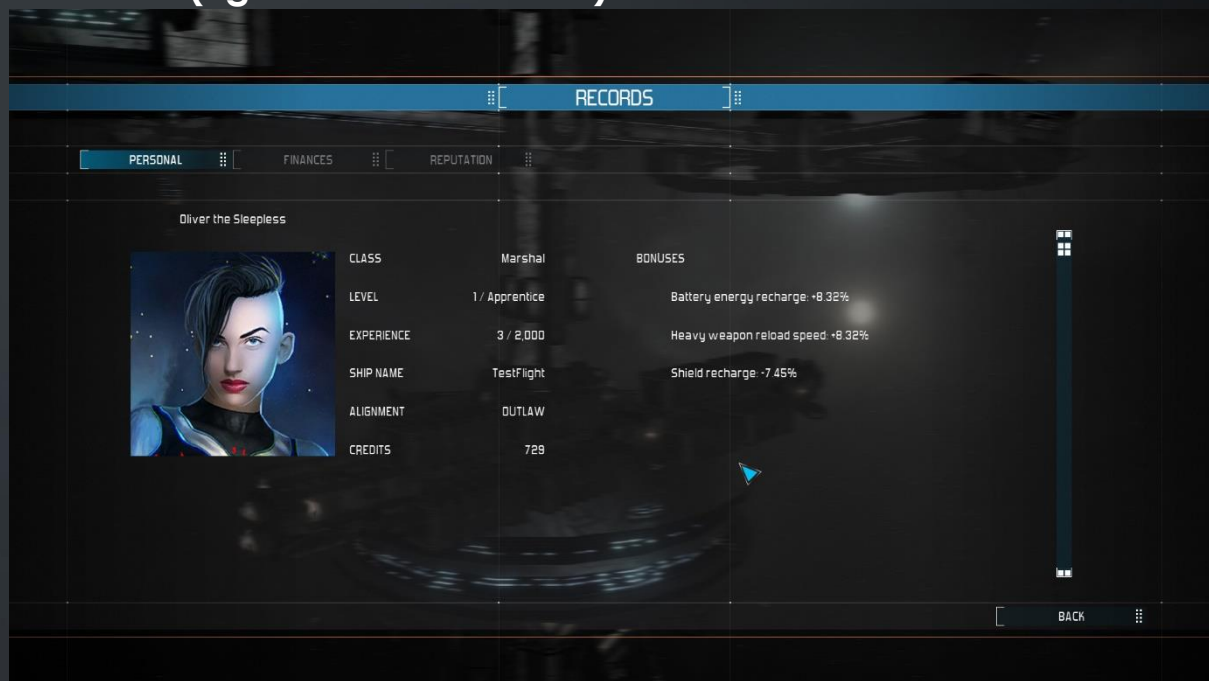 RECORDS
PERSONAL FINANCES REPUTATION
Oliver the Sleepless
CLASS Marshal BONUSES
LEVEL 1 / Apprentice Battery energy recharge: +8.32%
EXPERIENCE 3 / 2,000 Heavy weapon reload speed: +8.32%
SHIP NAME TestFlight Shield recharge: -7.45%
ALIGNMENT OUTLAW
CREDITS 729
BACK